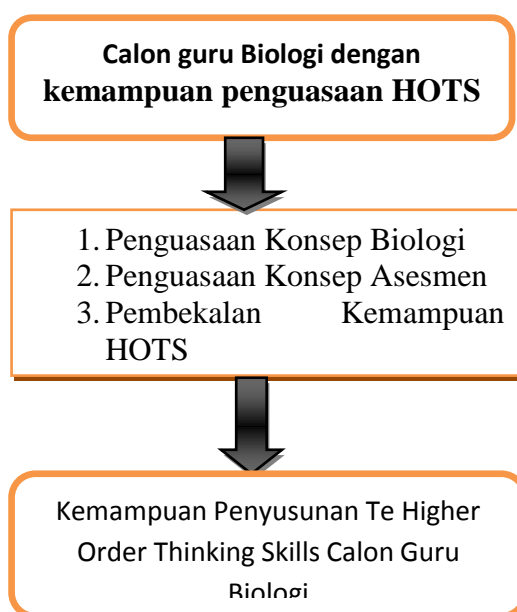 Calon guru Biologi dengan
kemampuan penguasaan HOTS
1. Penguasaan Konsep Biologi
2. Penguasaan Konsep Asesmen
3. Pembekalan Kemampuan
HOTS
Kemampuan Penyusunan Te Higher
Order Thinking Skills Calon Guru
Biologi